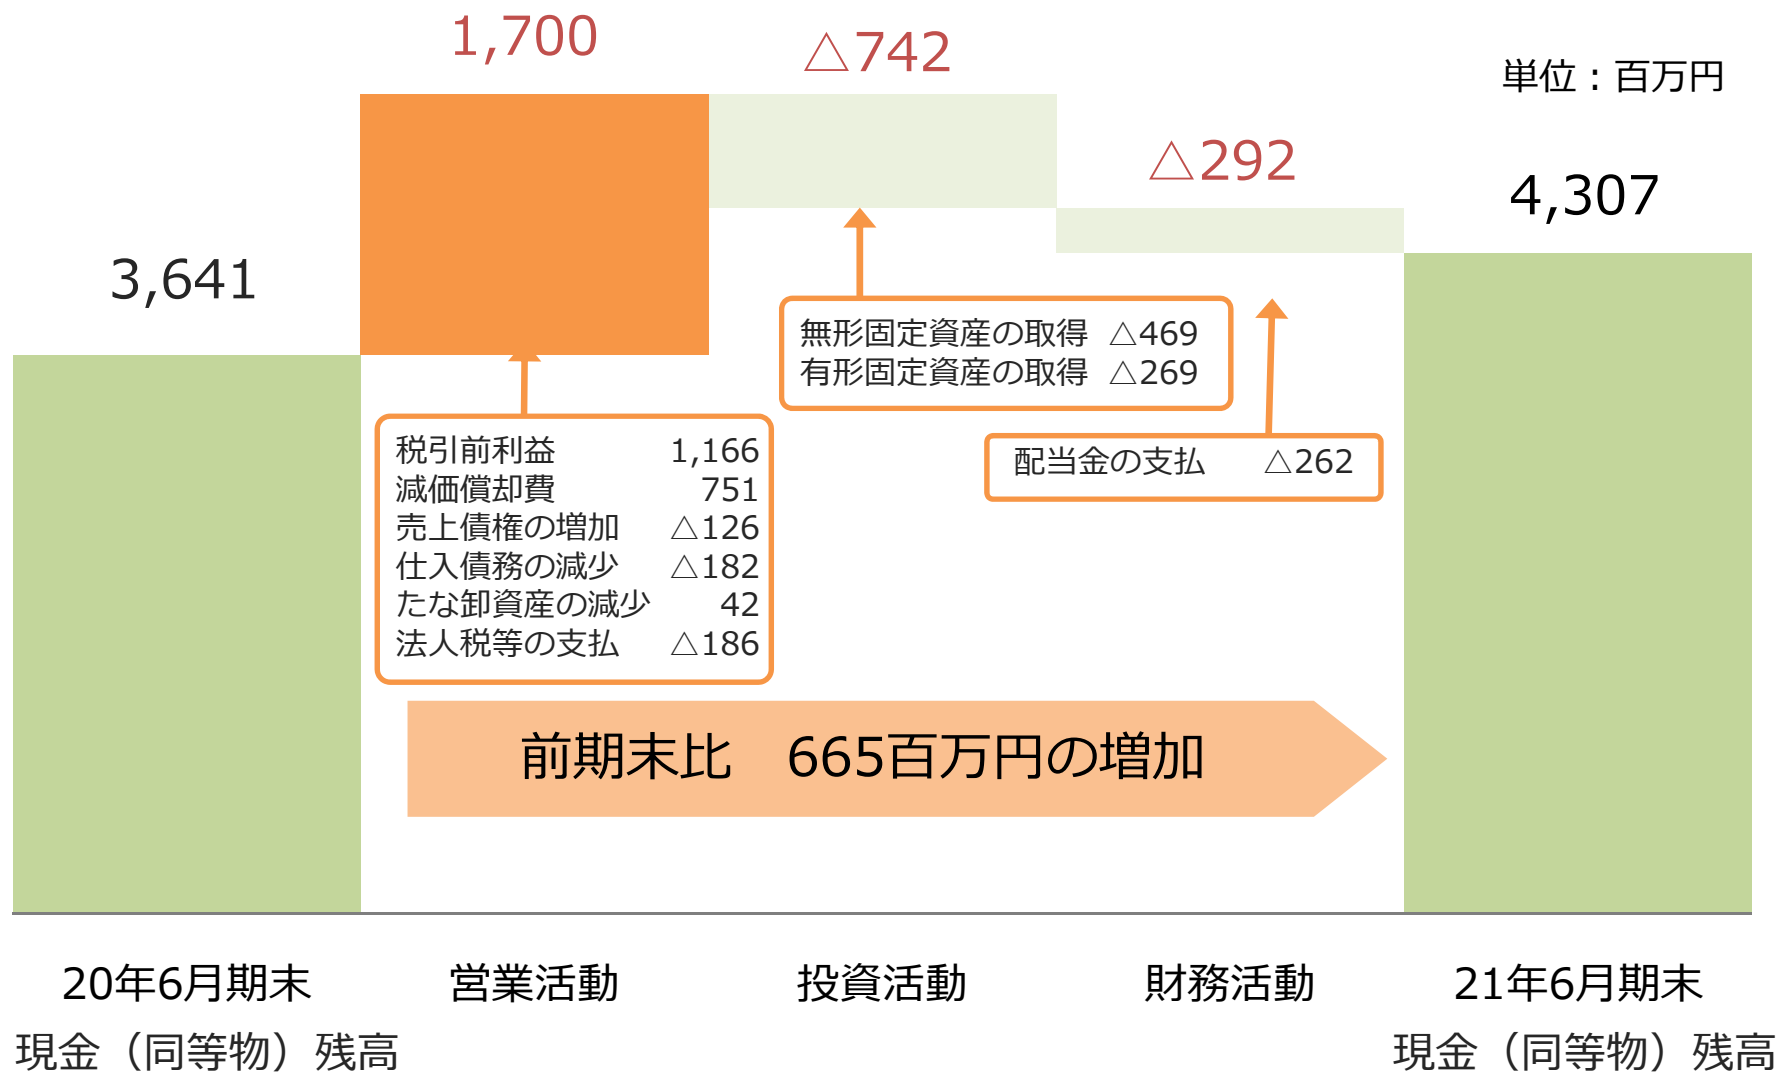 単位：百万円
3,641
1,700
△742
△292
4,307
税引前利益 1,166
減価償却費 751
売上債権の増加 △126
仕入債務の減少 △182
たな卸資産の減少 42
法人税等の支払 △186
無形固定資産の取得 △469
有形固定資産の取得 △269
配当金の支払 △262
前期末比　665百万円の増加
20年6月期末
現金（同等物）残高
営業活動
投資活動
財務活動
21年6月期末
現金（同等物）残高